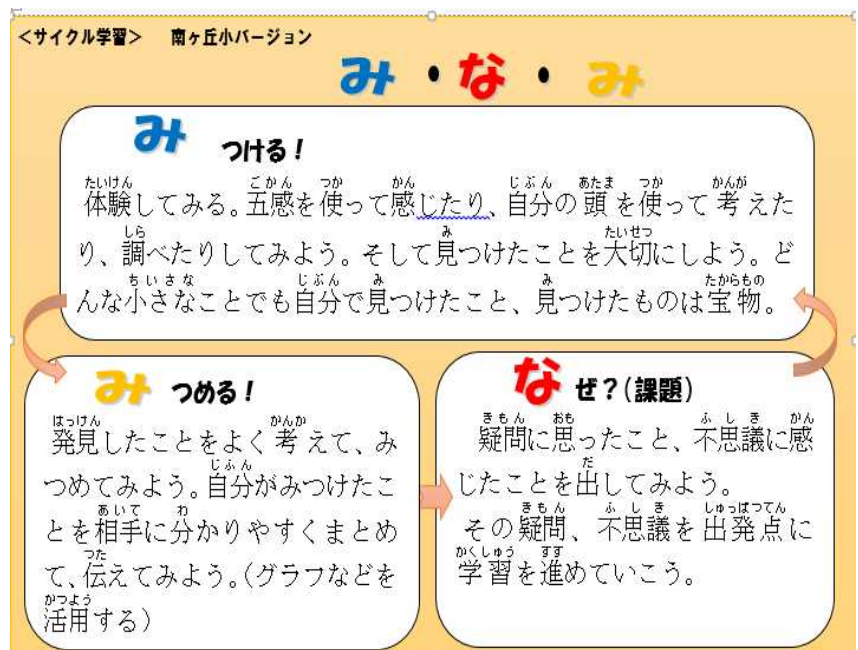 ＜サイクル学習＞　南ヶ丘小バージョン
み・な・み
み つける！
体験してみる。五感を使って感じたり、自分の頭を使って考えた
り、調べたりしてみよう。そして見つけたことを大切にしよう。ど
んな小さなことでも自分で見つけたこと、見つけたものは宝物。
み つめる！
発見したことをよく考えて、み
つめてみよう。自分がみつけたこ
とを相手に分かりやすくまとめ
て、伝えてみよう。（グラフなどを
活用する）
な ぜ？（課題）
疑問に思ったこと、不思議に感
じたことを出してみよう。
その疑問、不思議を出発点に
学習を進めていこう。